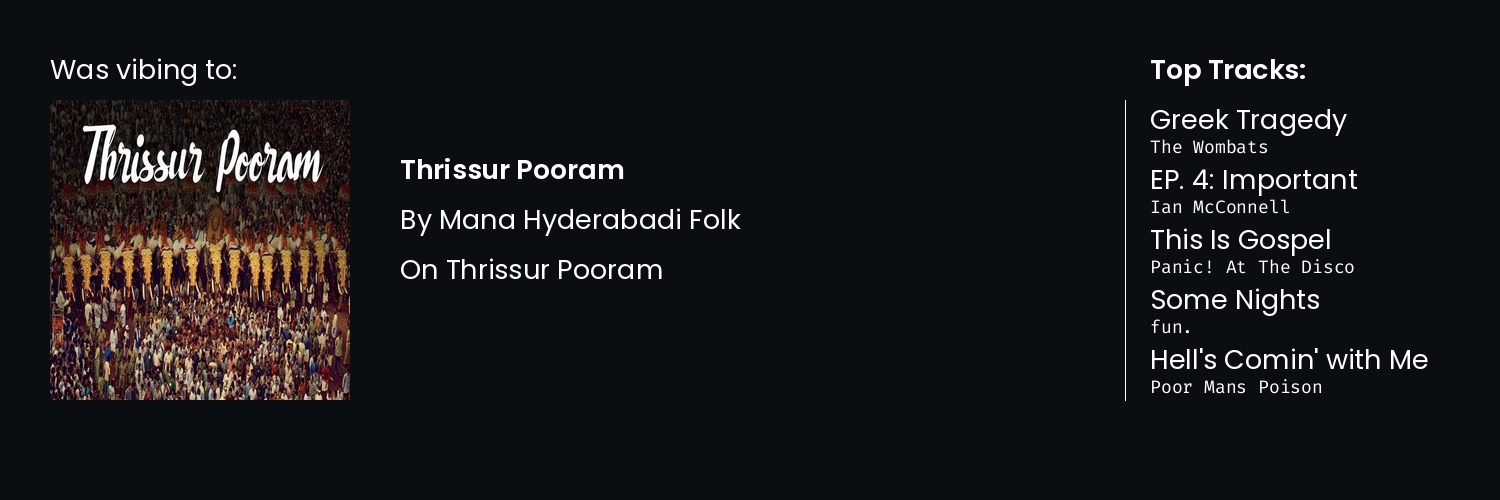 Was vibing to:
Thrissur Pooram
Thrissur Pooram
By Mana Hyderabadi Folk
On Thrissur Pooram
Top Tracks:
Greek Tragedy
The Wombats
EP. 4: Important
Ian McConnell
This Is Gospel
Panic! At The Disco
Some Nights
fun.
Hell's Comin' with Me
Poor Mans Poison